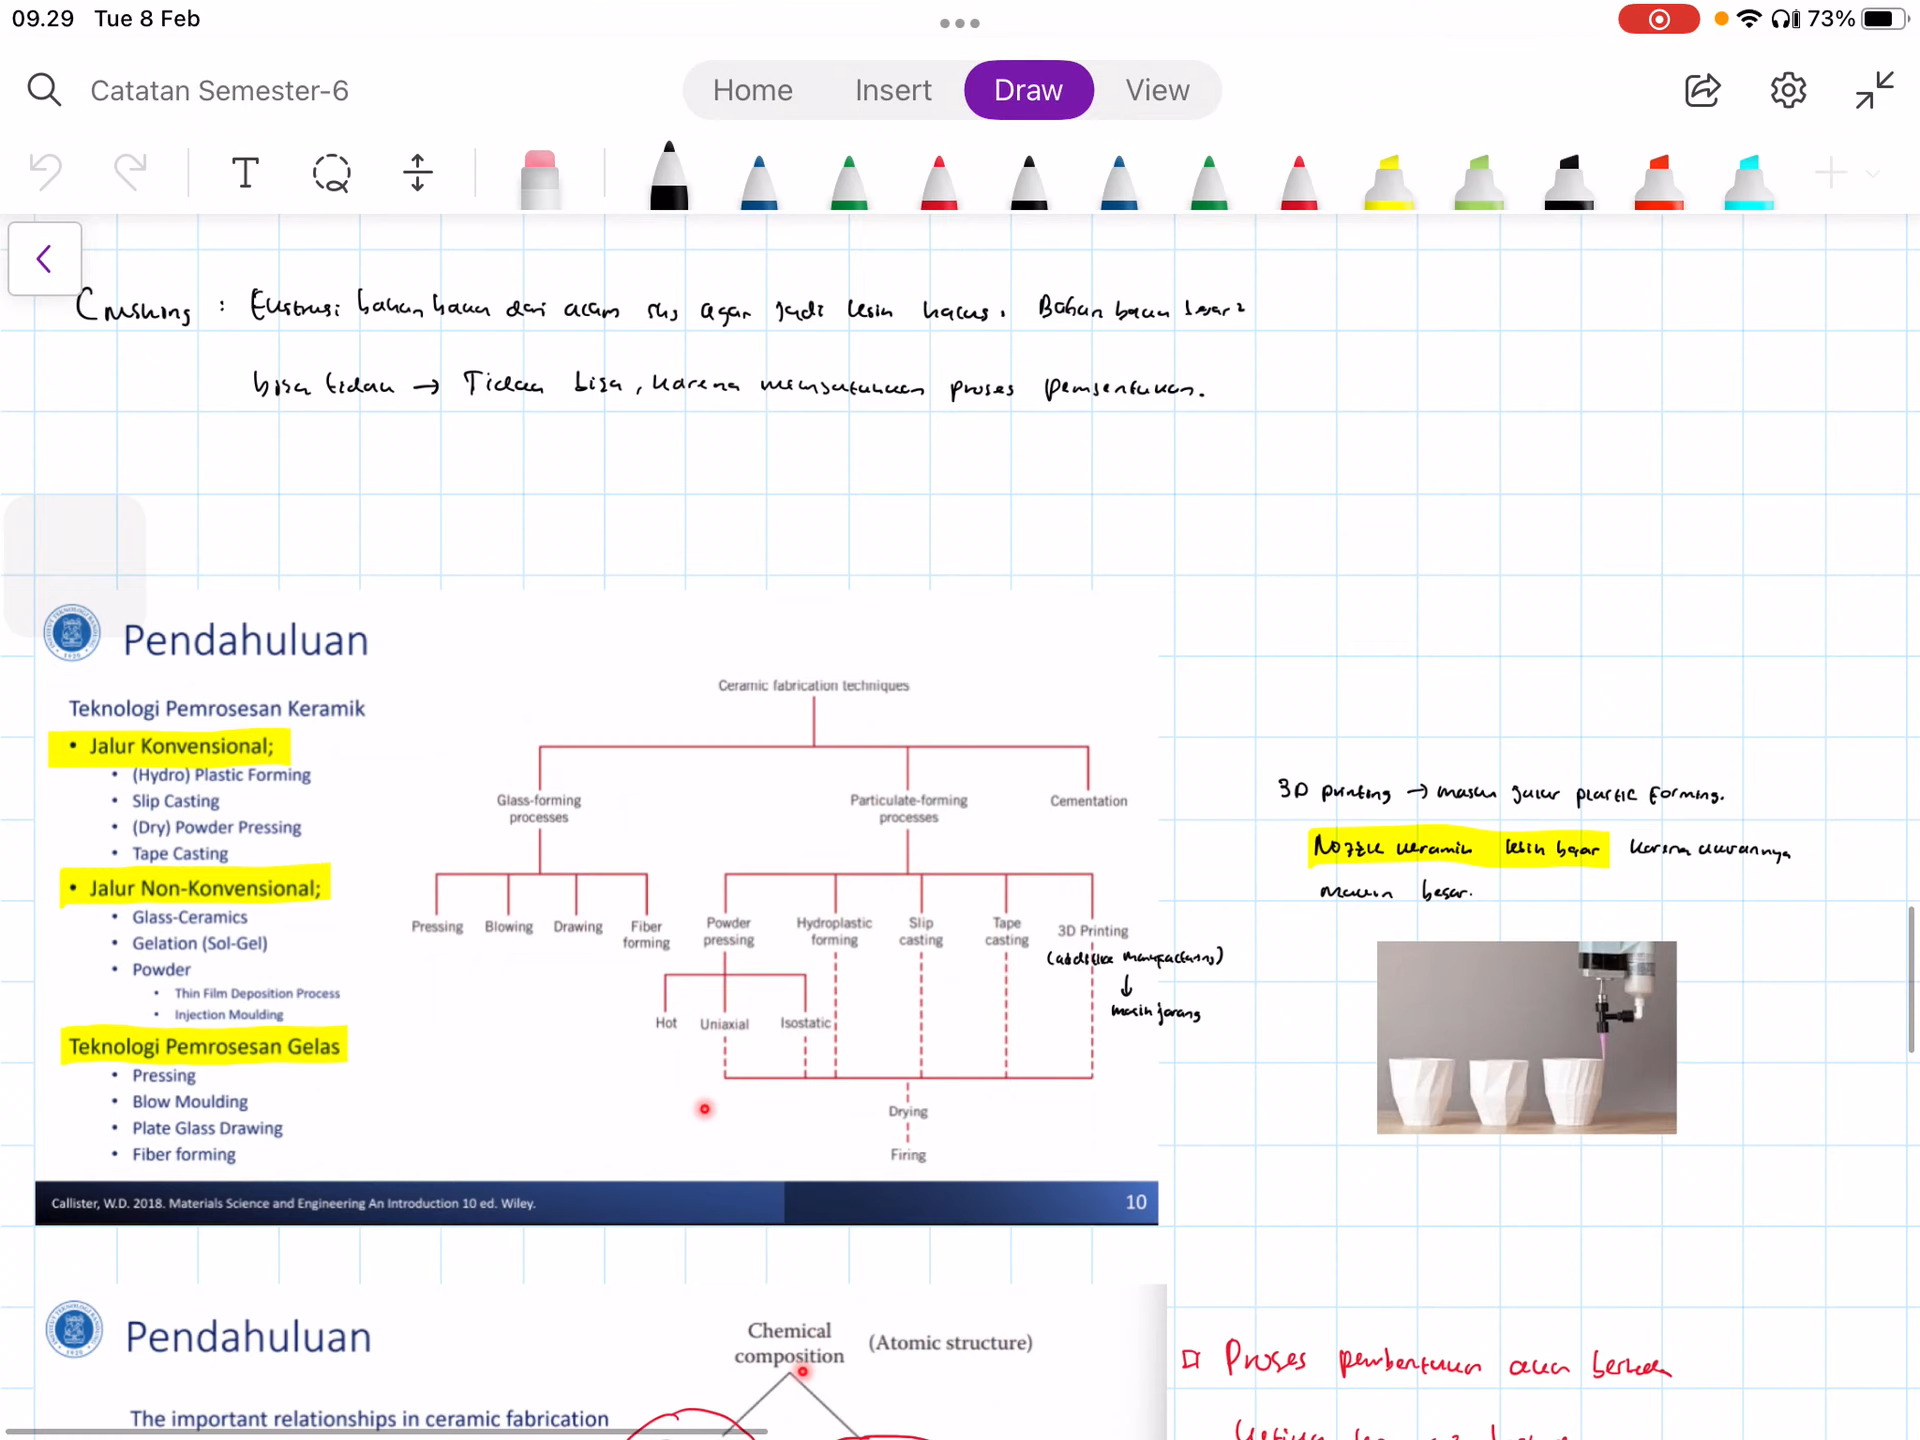 09.29 Tue 8 Feb
73%
Catatan Semester-6
Home Insert Draw View
Crushing : Ekstrusi bahan baku dari alam shg agar jadi lebih halus. Bahan baku besar2
bisa tidak → Tidak bisa, karena menyatukan proses pembentukan.
Pendahuluan
Teknologi Pemrosesan Keramik
• Jalur Konvensional;
• (Hydro) Plastic Forming
• Slip Casting
• (Dry) Powder Pressing
• Tape Casting
• Jalur Non-Konvensional;
• Glass-Ceramics
• Gelation (Sol-Gel)
• Powder
• Thin Film Deposition Process
• Injection Moulding
Teknologi Pemrosesan Gelas
• Pressing
• Blow Moulding
• Plate Glass Drawing
• Fiber forming
Ceramic fabrication techniques
Glass-forming processes
Particulate-forming processes
Cementation
Pressing
Blowing
Drawing
Fiber forming
Powder pressing
Hydroplastic forming
Slip casting
Tape casting
3D Printing
(additive manufacturing)
↓
masih jarang
Hot
Uniaxial
Isostatic
Drying
Firing
Callister, W.D. 2018. Materials Science and Engineering An Introduction 10 ed. Wiley.
10
3D printing → masuk jalur plastic forming.
Nozzle keramik lebih besar karena ukurannya
makin besar.
Pendahuluan
The important relationships in ceramic fabrication
Chemical composition
(Atomic structure)
Proses pembentukan akan berbeda